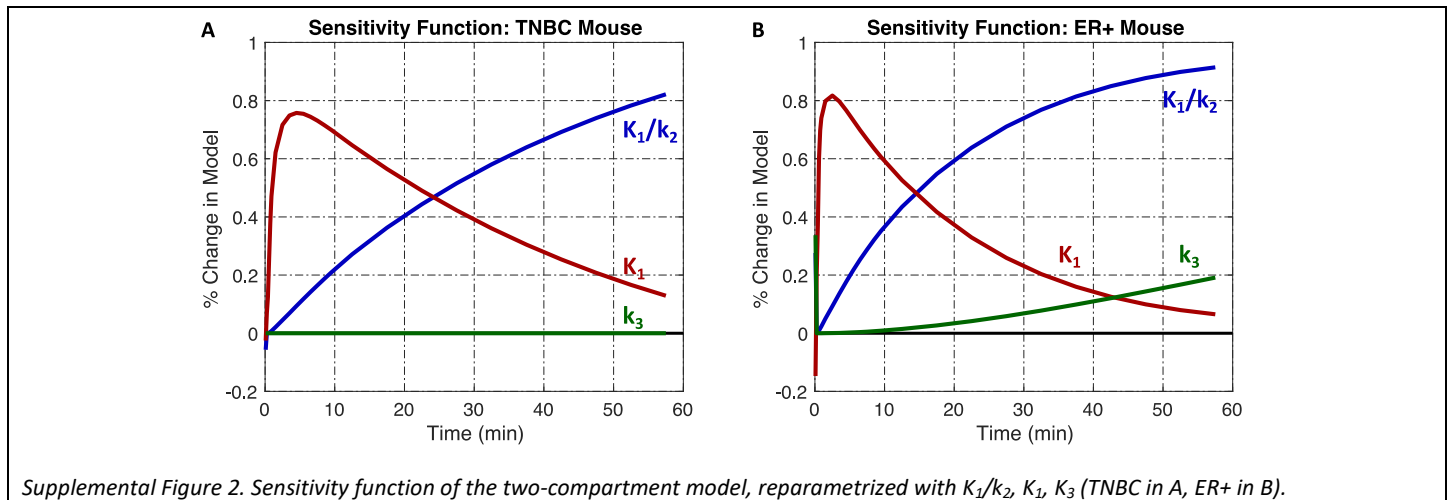 A
Sensitivity Function: TNBC Mouse
% Change in Model
1
0.8
0.6
0.4
0.2
0
-0.2
K₁/k₂
K₁
k₃
0 10 20 30 40 50 60
Time (min)
B
Sensitivity Function: ER+ Mouse
% Change in Model
1
0.8
0.6
0.4
0.2
0
-0.2
K₁/k₂
K₁
k₃
0 10 20 30 40 50 60
Time (min)
Supplemental Figure 2. Sensitivity function of the two-compartment model, reparametrized with K₁/k₂, K₁, K₃ (TNBC in A, ER+ in B).